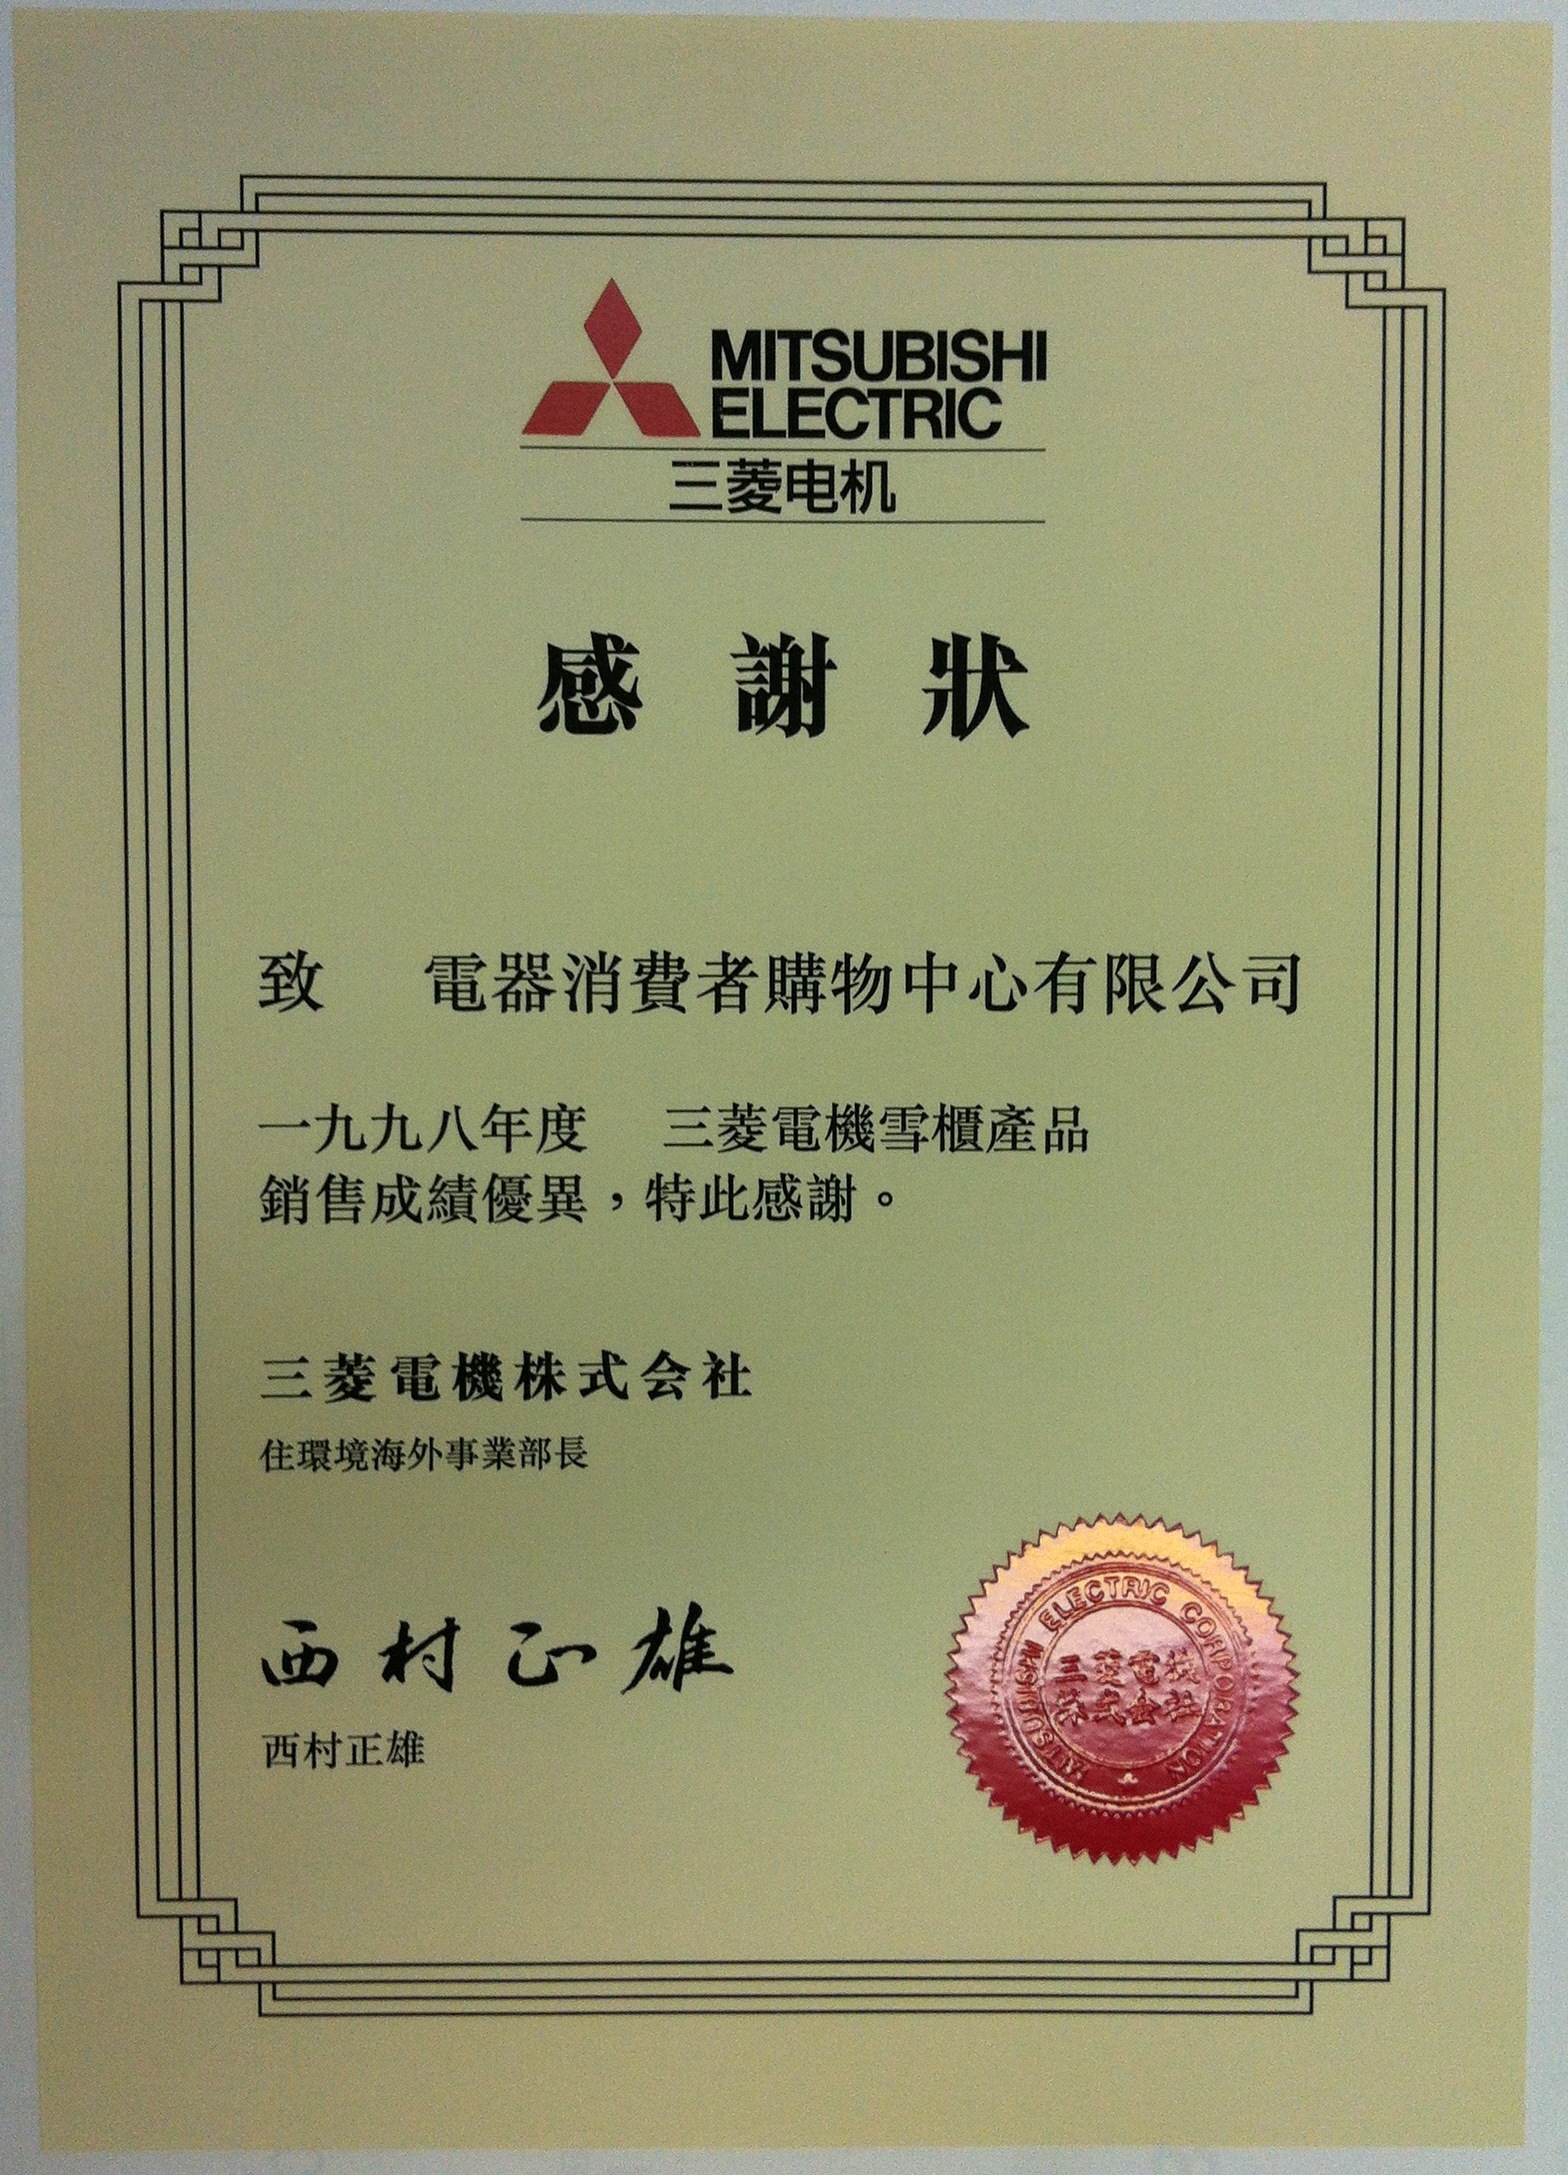 MITSUBISHI
ELECTRIC
三菱电机
感謝狀
致 電器消費者購物中心有限公司
一九九八年度 三菱電機雪櫃產品
銷售成績優異，特此感謝。
三菱電機株式会社
住環境海外事業部長
西村正雄
西村正雄
MITSUBISHI ELECTRIC CORPORATION
三菱電機
株式會社